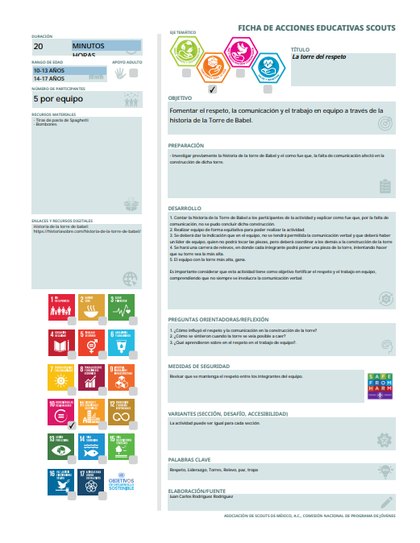 FICHA DE ACCIONES EDUCATIVAS SCOUTS
DURACIÓN
20
MINUTOS
HORAS
RANGO DE EDAD
10-13 AÑOS
14-17 AÑOS
APOYO ADULTO
NÚMERO DE PARTICIPANTES
5 por equipo
RECURSOS MATERIALES
- Tiras de pasta de Spaghetti
- Bombones
ENLACES Y RECURSOS DIGITALES
Historia de la torre de babel:
EJE TEMÁTICO
TÍTULO
La torre del respeto
OBJETIVO
Fomentar el respeto, la comunicación y el trabajo en equipo a través de la
historia de la Torre de Babel.
PREPARACIÓN
- Investigar previamente la historia de la torre de Babel y el como fue que, la falta de comunicación afectó en la
construcción de dicha torre.
DESARROLLO
1. Contar la Historia de la Torre de Babel a los participantes de la actividad y explicar como fue que, por la falta de
comunicación, no se pudo concluir dicha construcción.
2. Realizar equipo de forma equitativa para poder realizar la actividad.
3. Se deberá dar la indicación que en el equipo, no se tendrá permitida la comunicación verbal y que deberá haber
un líder de equipo, quien no podrá tocar las piezas, pero deberá coordinar a los demás a la construcción de la torre
4. Se hará una carrera de relevos, en donde cada integrante podrá poner una pieza de la torre, intentando hacer
que su torre sea la más alta.
5. El equipo con la torre más alta, gana.
Es importante considerar que esta actividad tiene como objetivo fortificar el respeto y el trabajo en equipo,
comprendiendo que no siempre se involucra la comunicación verbal.
PREGUNTAS ORIENTADORAS/REFLEXIÓN
1. ¿Cómo influyó el respeto y la comunicación en la construcción de la torre?
2. ¿Cómo se sintieron cuando la torre se veía perdía o ser?
3. ¿Qué aprendieron sobre en el respeto en el trabajo de equipo?
MEDIDAS DE SEGURIDAD
Revisar que se mantenga el respeto entre los integrantes del equipo.
SAFE
FROM
HARM
VARIANTES (SECCIÓN, DESAFÍO, ACCESIBILIDAD)
La actividad puede ser igual para cada sección
PALABRAS CLAVE
Respeto, Liderazgo, Torres, Relevo, paz, tropa
ELABORACIÓN/FUENTE
Juan Carlos Rodríguez Rodríguez
ASOCIACIÓN DE SCOUTS DE MÉXICO, A.C., COMISIÓN NACIONAL DE PROGRAMA DE JÓVENES